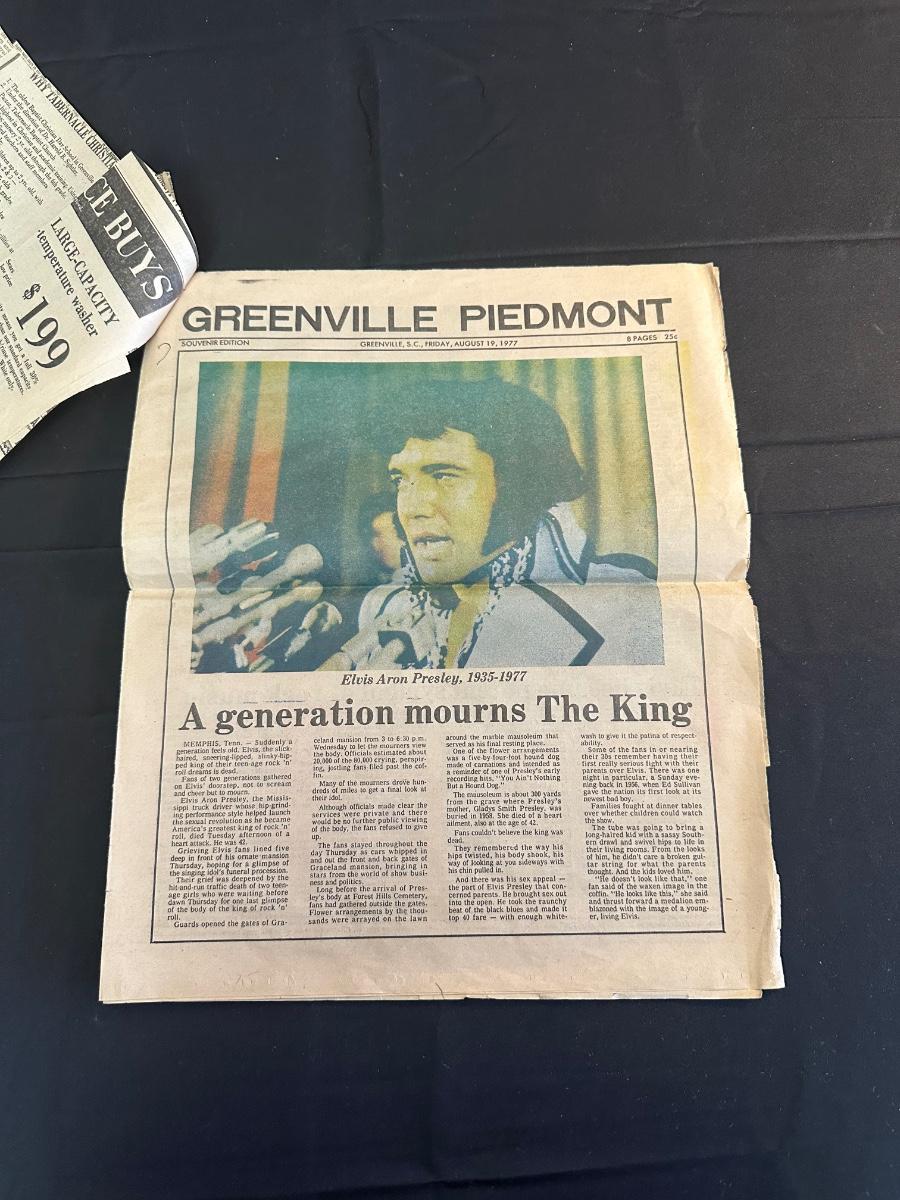 WHY TABERNACLE CHRISTI
1. The oldest Baptist Christian Day School in Greenville
CE BUYS
LARGE-CAPACITY
-temperature washer
$199
GREENVILLE PIEDMONT
SOUVENIR EDITION GREENVILLE, S.C., FRIDAY, AUGUST 19, 1977 8 PAGES 25¢
Elvis Aron Presley, 1935-1977
A generation mourns The King
MEMPHIS, Tenn. — Suddenly a
generation feels old. Elvis, the slick-
haired, sneering-lipped, slinky-hip-
ped king of their teen-age rock 'n'
roll dreams is dead.
Fans of two generations gathered
on Elvis' doorstep, not to scream
and cheer but to mourn.
Elvis Aron Presley, the Missis-
sippi truck driver whose hip-grind-
ing performance style helped launch
the sexual revolution as he became
America's greatest king of rock 'n'
roll, died Tuesday afternoon of a
heart attack. He was 42.
Grieving Elvis fans lined five
deep in front of his ornate mansion
Thursday, hoping for a glimpse of
the singing idol's funeral procession.
Their grief was deepened by the
hit-and-run traffic death of two teen-
age girls who were waiting before
dawn Thursday for one last glimpse
of the body of the king of rock 'n'
roll.
Guards opened the gates of Gra-
celand mansion from 3 to 6:30 p.m.
Wednesday to let the mourners view
the body. Officials estimated about
20,000 of the 80,000 crying, perspir-
ing, jostling fans filed past the cof-
fin.
Many of the mourners drove hun-
dreds of miles to get a final look at
their idol.
Although officials made clear the
services were private and there
would be no further public viewing
of the body, the fans refused to give
up.
The fans stayed throughout the
day Thursday as cars whipped in
and out the front and back gates of
Graceland mansion, bringing in
stars from the world of show busi-
ness and politics.
Long before the arrival of Pres-
ley's body at Forest Hills Cemetery,
fans had gathered outside the gates.
Flower arrangements by the thou-
sands were arrayed on the lawn
around the marble mausoleum that
served as his final resting place.
One of the flower arrangements
was a five-by-four-foot hound dog
made of carnations and intended as
a reminder of one of Presley's early
recording hits, "You Ain't Nothing
But a Hound Dog."
The mausoleum is about 300 yards
from the grave where Presley's
mother, Gladys Smith Presley, was
buried in 1958. She died of a heart
ailment, also at the age of 42.
Fans couldn't believe the king was
dead.
They remembered the way his
hips twisted, his body shook, his
way of looking at you sideways with
his chin pulled in.
And there was his sex appeal —
the part of Elvis Presley that con-
cerned parents. He brought sex out
into the open. He took the raunchy
beat of the black blues and made it
top 40 fare — with enough white-
wash to give it the patina of respect-
ability.
Some of the fans in or nearing
their 30s remember having their
first really serious fight with their
parents over Elvis. There was one
night in particular, a Sunday eve-
ning back in 1956, when Ed Sullivan
gave the nation its first look at its
newest bad boy.
Families fought at dinner tables
over whether children could watch
the show.
The tube was going to bring a
long-haired kid with a sassy South-
ern drawl and swivel hips to life in
their living rooms. From the looks
of him, he didn't care a broken gui-
tar string for what the parents
thought. And the kids loved him.
"He doesn't look like that," one
fan said of the waxen image in the
coffin. "He looks like this," she said
and thrust forward a medalion em-
blazoned with the image of a young-
er, living Elvis.